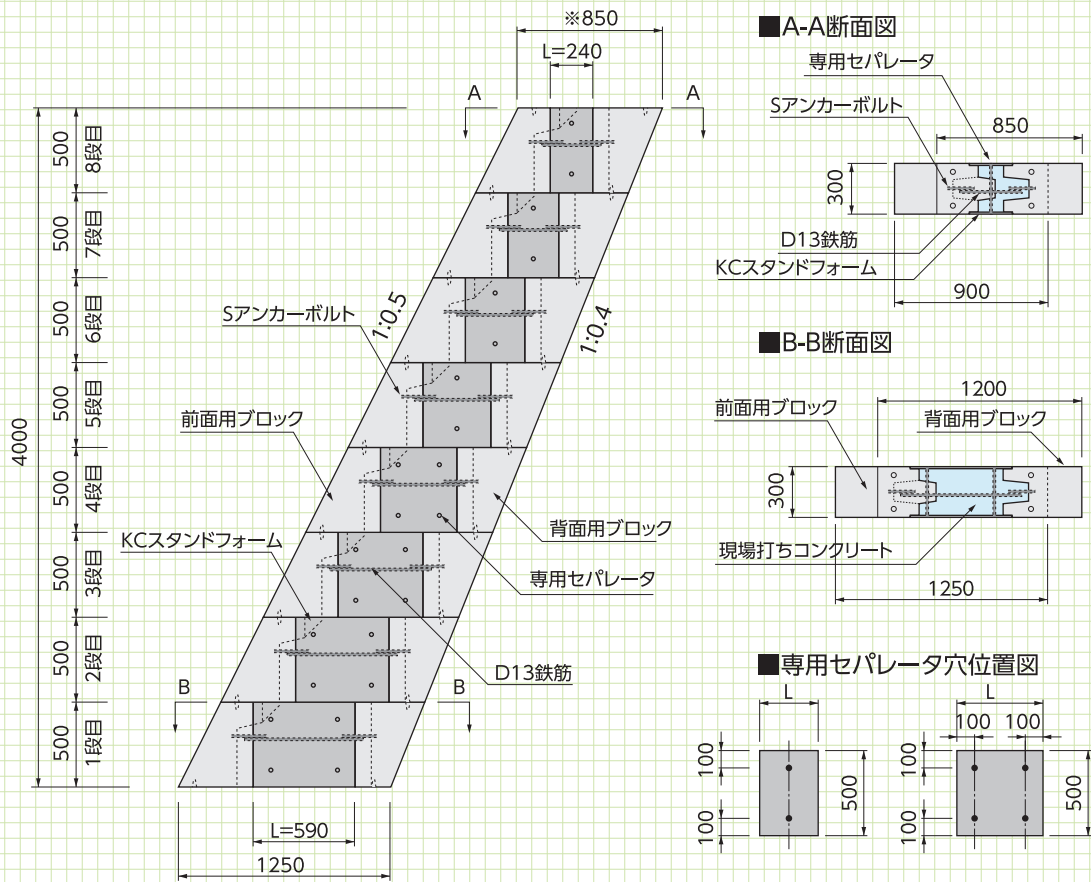 ※850
L=240
A
A
500
8段目
500
7段目
500
6段目
500
5段目
500
4段目
500
3段目
500
2段目
500
1段目
4000
1:0.5
1:0.4
Sアンカーボルト
前面用ブロック
KCスタンドフォーム
背面用ブロック
専用セパレータ
D13鉄筋
B
B
L=590
1250
■A-A断面図
専用セパレータ
Sアンカーボルト
850
300
D13鉄筋
KCスタンドフォーム
900
■B-B断面図
1200
前面用ブロック
背面用ブロック
300
現場打ちコンクリート
1250
■専用セパレータ穴位置図
L
100
100
500
L
100
100
100
100
500